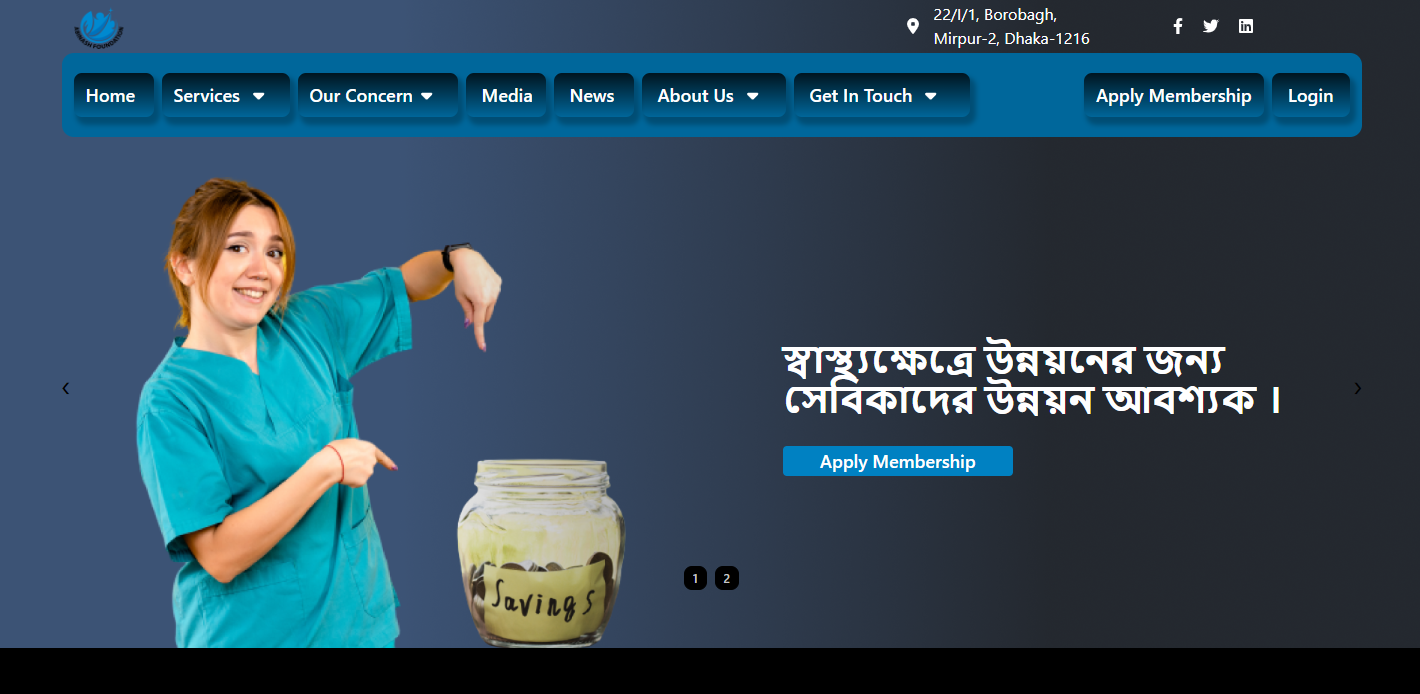 22/I/1, Borobagh,
Mirpur-2, Dhaka-1216
Home Services Our Concern Media News About Us Get In Touch Apply Membership Login
স্বাস্থ্যক্ষেত্রে উন্নয়নের জন্য
সেবিকাদের উন্নয়ন আবশ্যক ।
Apply Membership
1 2
Savings